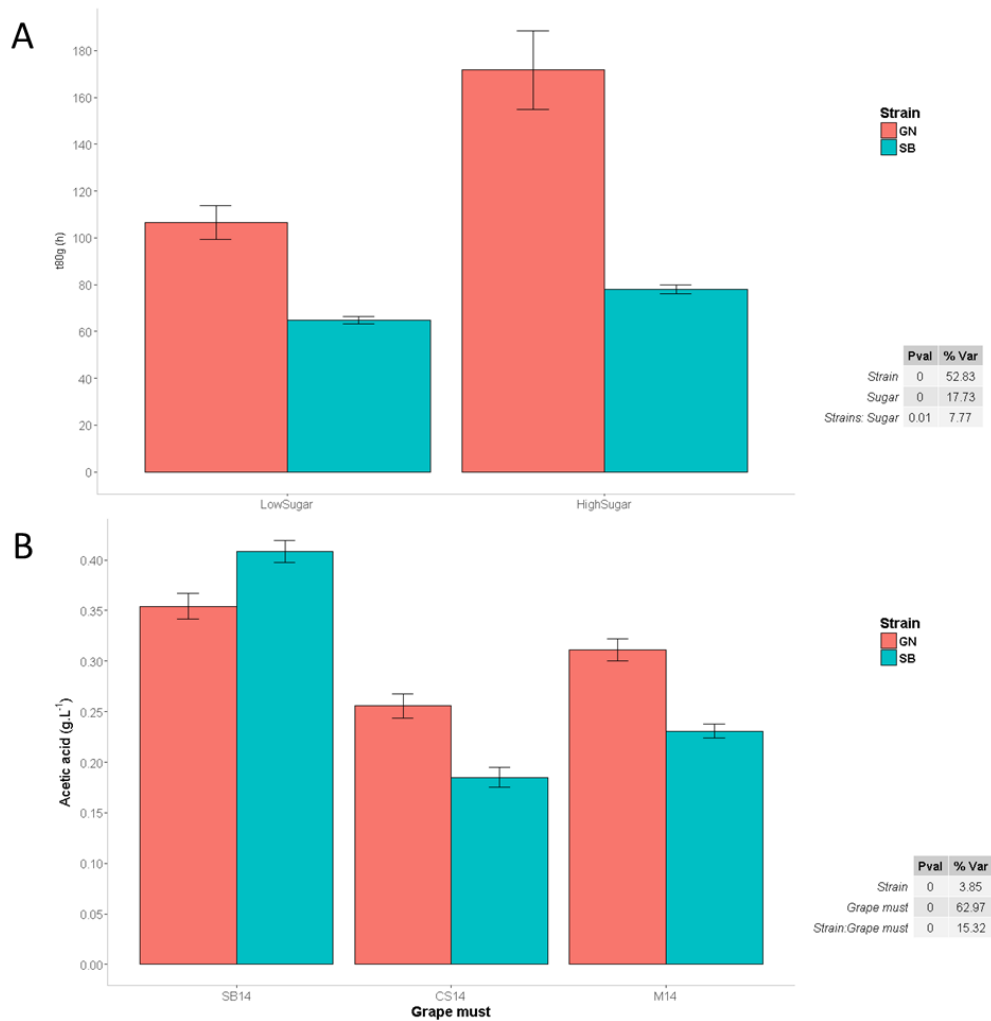 A
180
160
140
120
100
80
60
40
20
0
t80g (h)
LowSugar HighSugar
Strain
GN
SB
Pval % Var
Strain 0 52.83
Sugar 0 17.73
Strains: Sugar 0.01 7.77
B
0.40
0.35
0.30
0.25
0.20
0.15
0.10
0.05
0.00
Acetic acid (g.L⁻¹)
SB14 CS14 M14
Grape must
Strain
GN
SB
Pval % Var
Strain 0 3.85
Grape must 0 62.97
Strain:Grape must 0 15.32